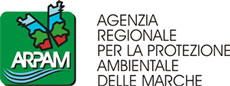 ARPAM
AGENZIA
REGIONALE
PER LA PROTEZIONE
AMBIENTALE
DELLE MARCHE